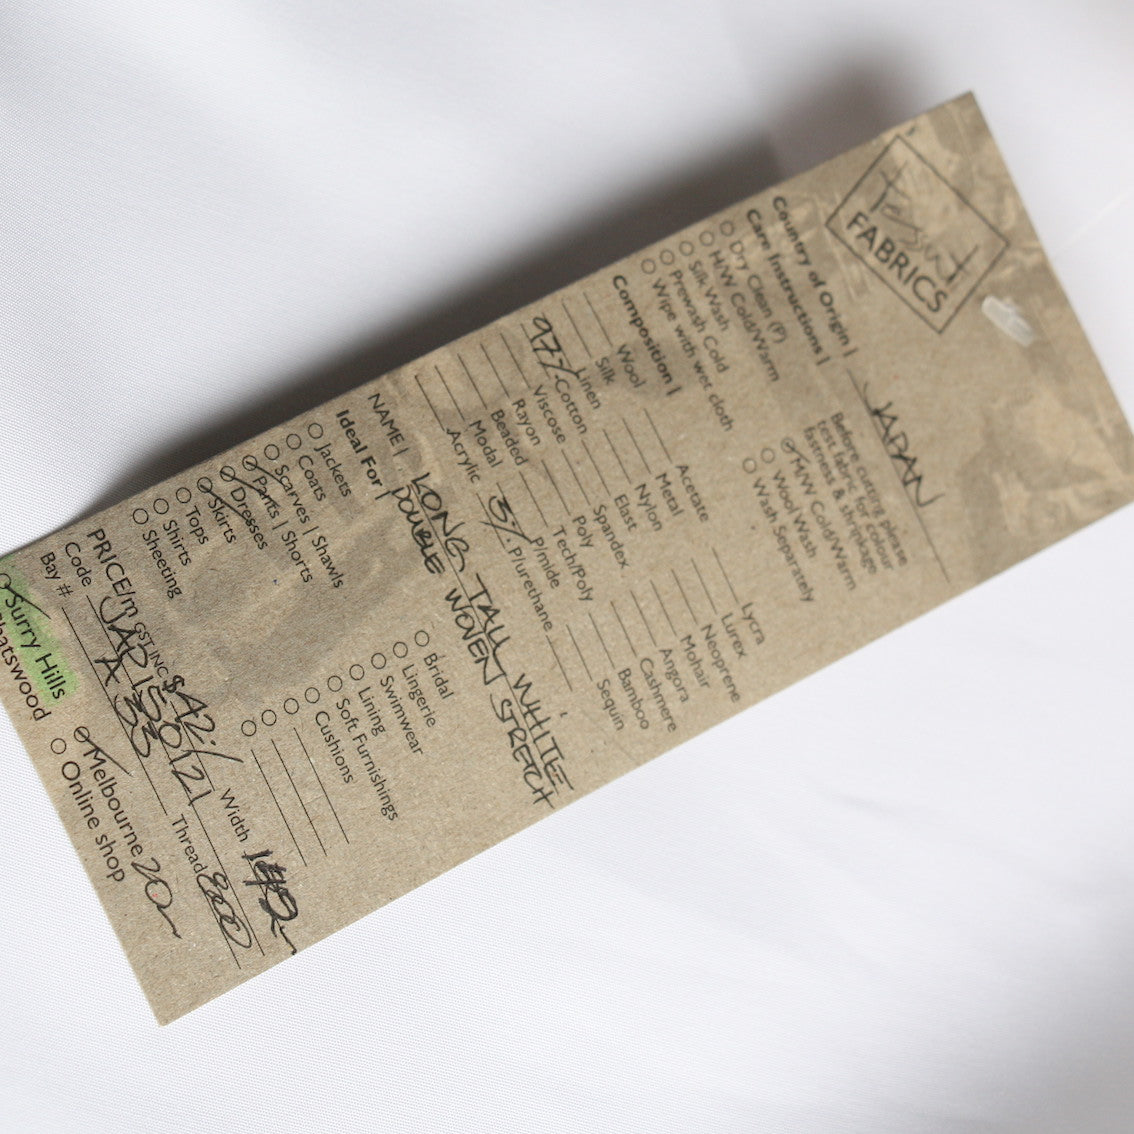 tessuti
FABRICS
Country of Origin | JAPAN
Care Instructions |
Before cutting please
test fabric for colour
fastness & shrinkage
Dry Clean (P)
H/W Cold/Warm
Silk Wash
Prewash Cold
Wipe with wet cloth
H/W Cold/Warm
Wool Wash
Wash Separately
Composition |
Wool
Silk
Linen
97% Cotton
Viscose
Rayon
Beaded
Modal
Acrylic
Acetate
Metal
Nylon
Elast
Spandex
Poly
Tech/Poly
P/mide
3% P/urethane
Lycra
Lurex
Neoprene
Mohair
Angora
Cashmere
Bamboo
Sequin
NAME | LONG TALL WHITE
DOUBLE WOVEN STRETCH
Ideal For |
Jackets
Coats
Scarves | Shawls
Pants | Shorts
Dresses
Skirts
Tops
Shirts
Sheeting
Bridal
Lingerie
Swimwear
Lining
Soft Furnishings
Cushions
PRICE/m GST INC $42./ Width
Code JAP150121
Thread
Bay # A 33
Surry Hills
Chatswood
Melbourne 20m
Online shop